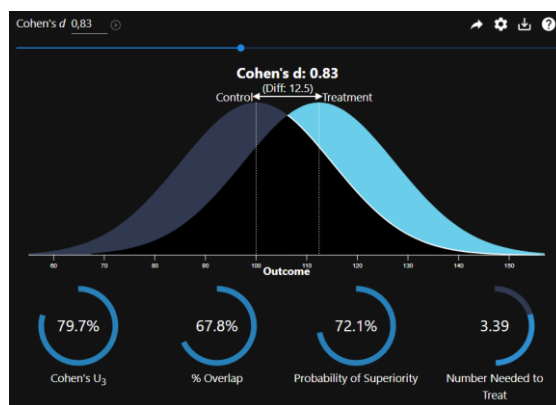 Cohen's d 0,83
Cohen's d: 0.83
(Diff: 12.5)
Control Treatment
60 70 80 90 100 110 120 130 140 150
Outcome
79.7% 67.8% 72.1% 3.39
Cohen's U3 % Overlap Probability of Superiority Number Needed to
Treat